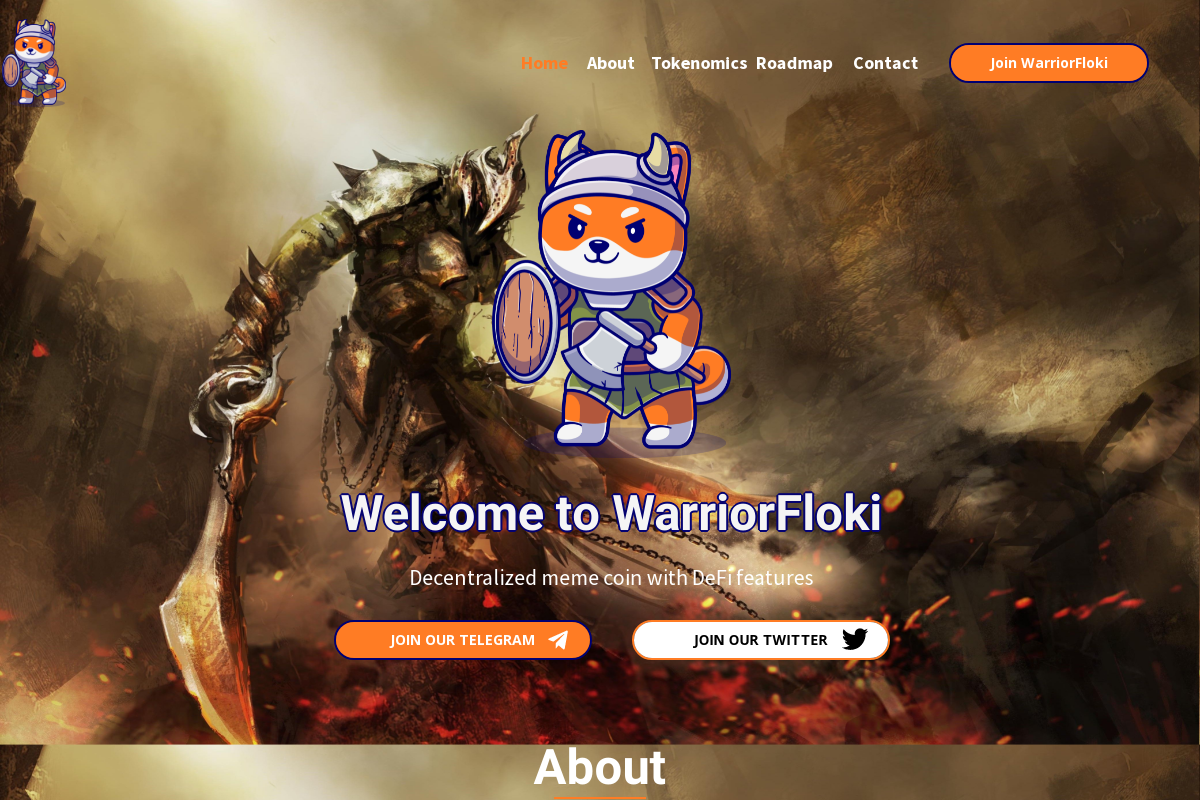 Home About Tokenomics Roadmap Contact Join WarriorFloki
Welcome to WarriorFloki
Decentralized meme coin with DeFi features
JOIN OUR TELEGRAM JOIN OUR TWITTER
About